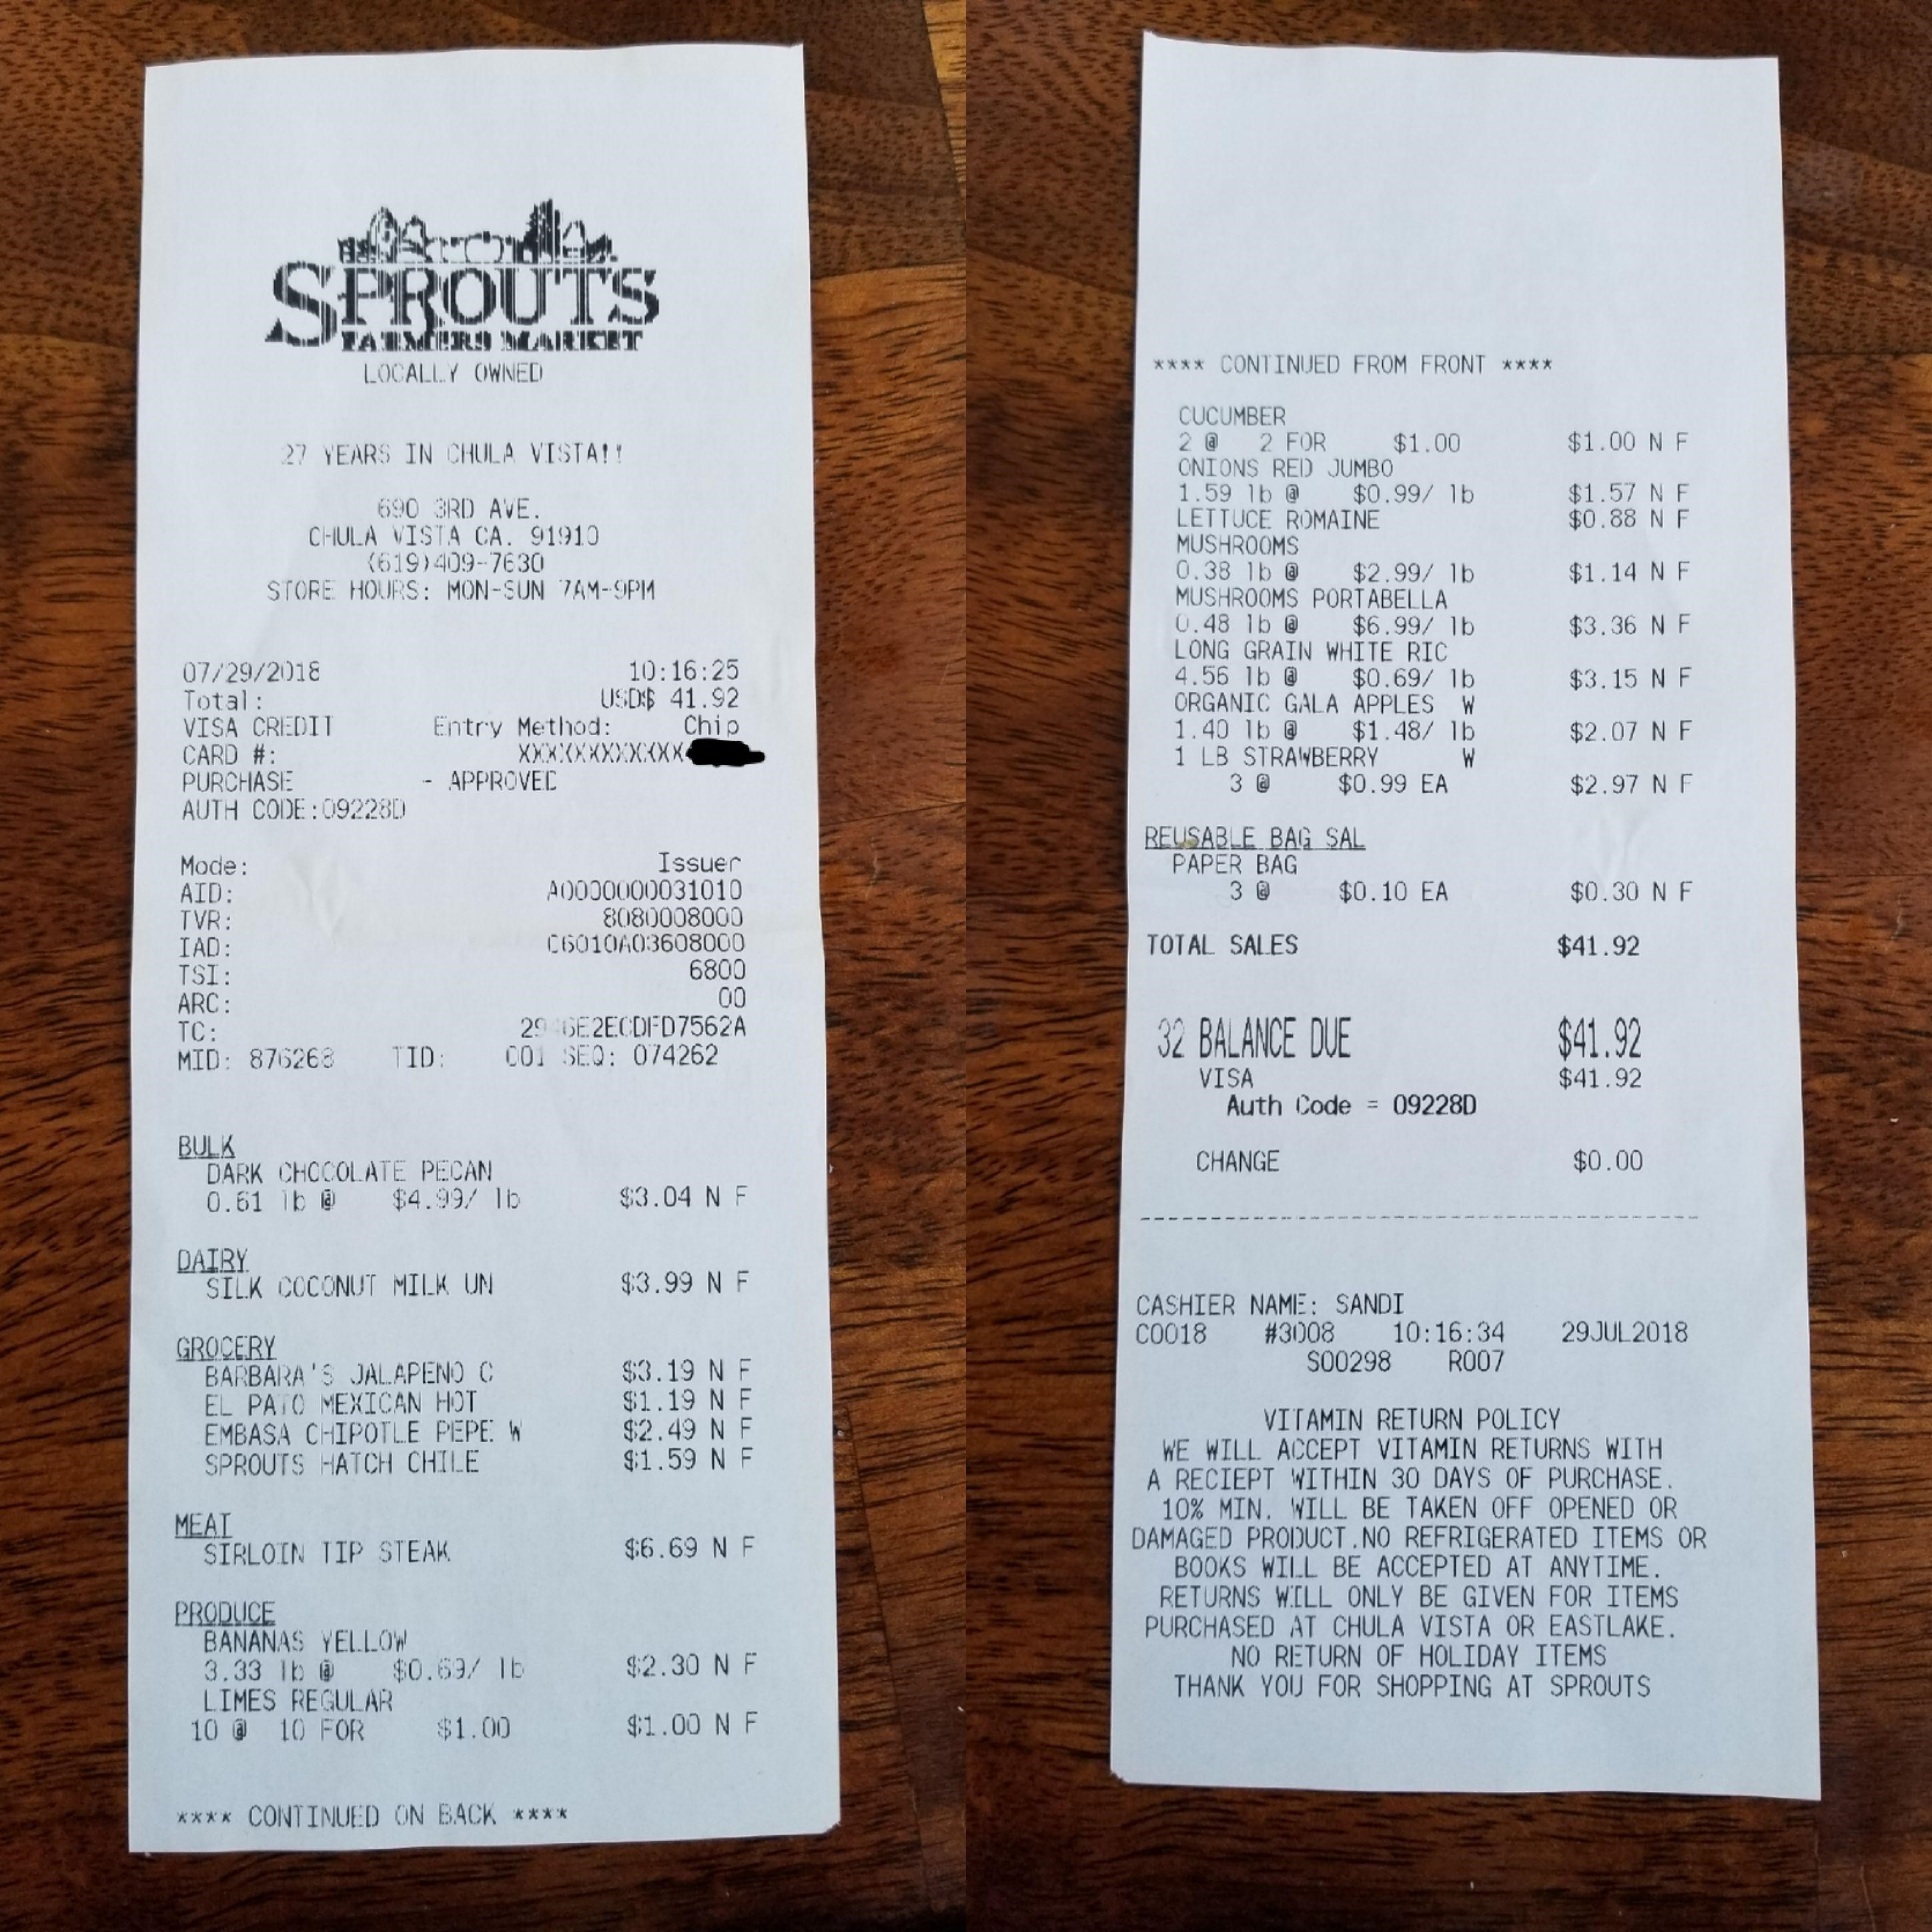 SPROUTS
FARMERS MARKET
LOCALLY OWNED
27 YEARS IN CHULA VISTA!!
690 3RD AVE.
CHULA VISTA CA. 91910
(619)409-7630
STORE HOURS: MON-SUN 7AM-9PM
07/29/2018 10:16:25
Total: USD$ 41.92
VISA CREDIT Entry Method: Chip
CARD #: XXXXXXXXXXXX
PURCHASE - APPROVED
AUTH CODE:09228D
Mode: Issuer
AID: A0000000031010
TVR: 8080008000
IAD: C6010A03608000
TSI: 6800
ARC: 00
TC:
MID: 876268 TID: 001 SEQ: 074262
BULK
DARK CHOCOLATE PECAN
0.61 lb @ $4.99/ lb $3.04 N F
DAIRY
SILK COCONUT MILK UN $3.99 N F
GROCERY
BARBARA'S JALAPENO C $3.19 N F
EL PATO MEXICAN HOT $1.19 N F
EMBASA CHIPOTLE PEPE W $2.49 N F
SPROUTS HATCH CHILE $1.59 N F
MEAT
SIRLOIN TIP STEAK $6.69 N F
PRODUCE
BANANAS YELLOW
3.33 lb @ $0.69/ lb $2.30 N F
LIMES REGULAR
10 @ 10 FOR $1.00 $1.00 N F
**** CONTINUED ON BACK ****
**** CONTINUED FROM FRONT ****
CUCUMBER
2 @ 2 FOR $1.00 $1.00 N F
ONIONS RED JUMBO
1.59 lb @ $0.99/ lb $1.57 N F
LETTUCE ROMAINE $0.88 N F
MUSHROOMS
0.38 lb @ $2.99/ lb $1.14 N F
MUSHROOMS PORTABELLA
0.48 lb @ $6.99/ lb $3.36 N F
LONG GRAIN WHITE RIC
4.56 lb @ $0.69/ lb $3.15 N F
ORGANIC GALA APPLES W
1.40 lb @ $1.48/ lb $2.07 N F
1 LB STRAWBERRY W
3 @ $0.99 EA $2.97 N F
REUSABLE BAG SAL
PAPER BAG
3 @ $0.10 EA $0.30 N F
TOTAL SALES $41.92
32 BALANCE DUE $41.92
VISA $41.92
Auth Code = 09228D
CHANGE $0.00
CASHIER NAME: SANDI
C0018 #3008 10:16:34 29JUL2018
S00298 R007
VITAMIN RETURN POLICY
WE WILL ACCEPT VITAMIN RETURNS WITH
A RECIEPT WITHIN 30 DAYS OF PURCHASE.
10% MIN. WILL BE TAKEN OFF OPENED OR
DAMAGED PRODUCT.NO REFRIGERATED ITEMS OR
BOOKS WILL BE ACCEPTED AT ANYTIME.
RETURNS WILL ONLY BE GIVEN FOR ITEMS
PURCHASED AT CHULA VISTA OR EASTLAKE.
NO RETURN OF HOLIDAY ITEMS
THANK YOU FOR SHOPPING AT SPROUTS